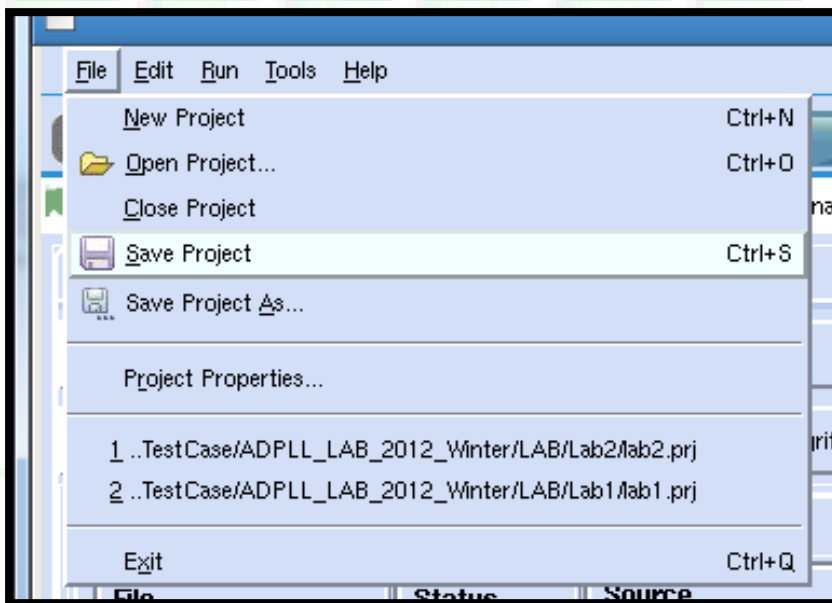 File Edit Run Tools Help
New Project Ctrl+N
Open Project... Ctrl+O
Close Project
Save Project Ctrl+S
Save Project As...
Project Properties...
1 ..TestCase/ADPLL_LAB_2012_Winter/LAB/Lab2/lab2.prj
2 ..TestCase/ADPLL_LAB_2012_Winter/LAB/Lab1/lab1.prj
Exit Ctrl+Q
File Status Source